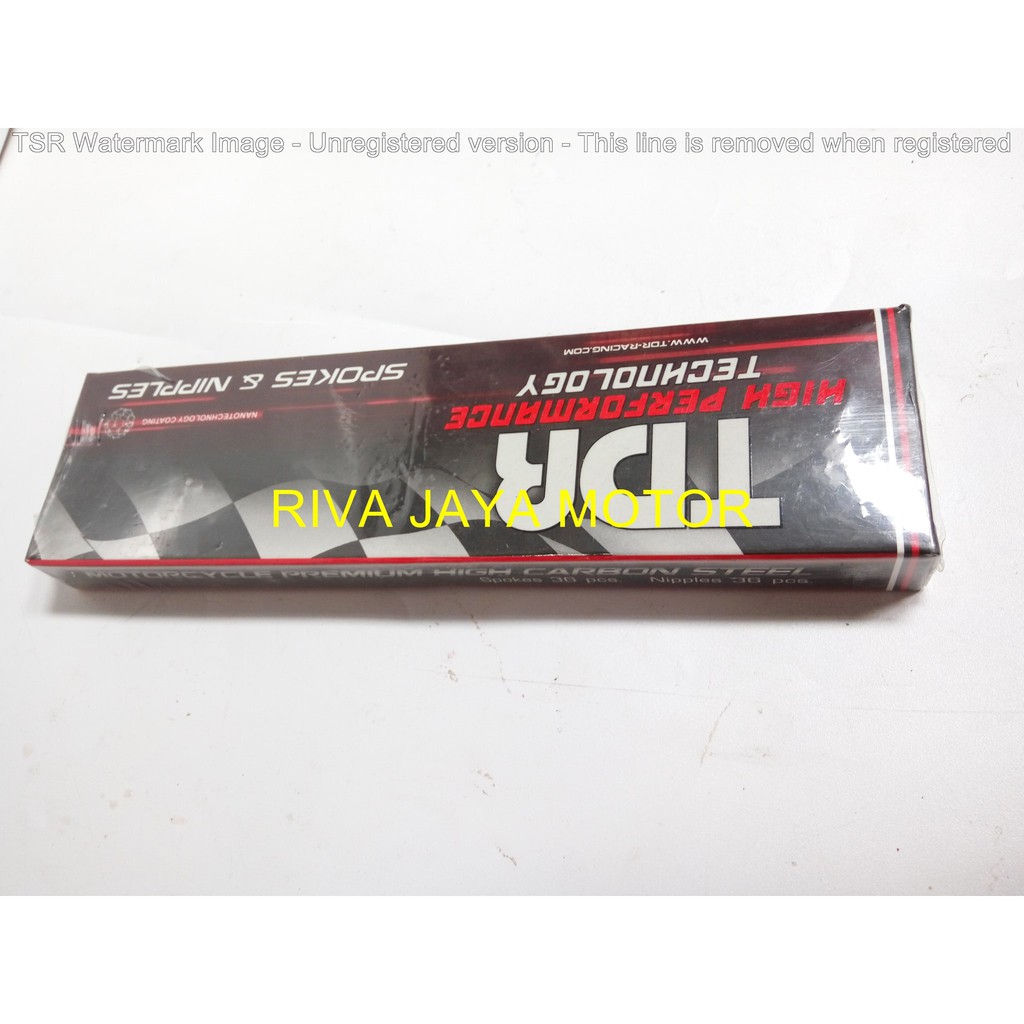 TSR Watermark Image - Unregistered version - This line is removed when registered
WWW.TDR-RACING.COM
HIGH PERFORMANCE
TECHNOLOGY
TDR
SPOKES & NIPPLES
NANOTECHNOLOGY COATING
RIVA JAYA MOTOR
MOTORCYCLE PREMIUM HIGH CARBON STEEL
Spokes 36 pcs. Nipples 36 pcs.